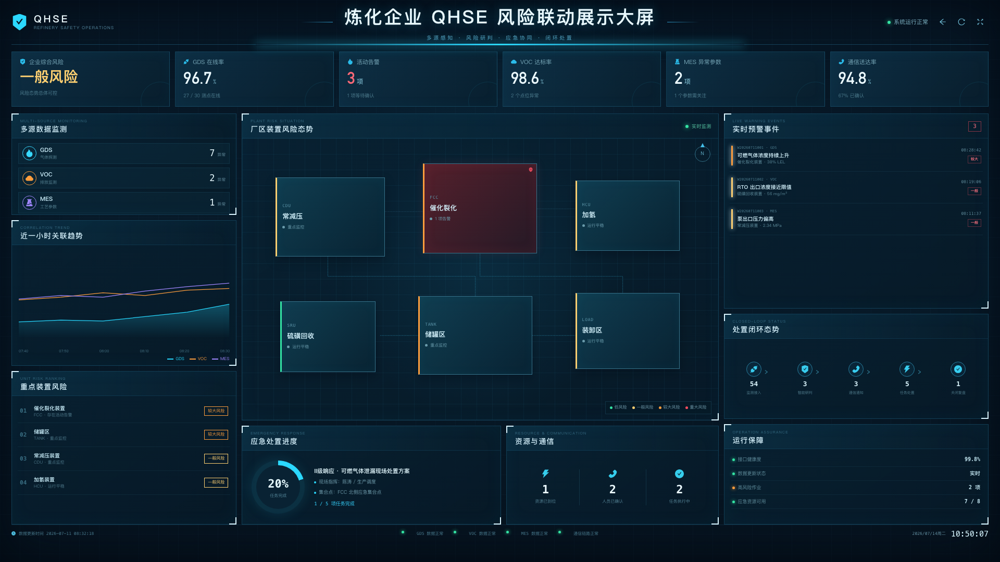 QHSE
REFINERY SAFETY OPERATIONS
炼化企业 QHSE 风险联动展示大屏
多源感知 · 风险研判 · 应急协同 · 闭环处置
系统运行正常
企业综合风险
一般风险
风险态势总体可控
GDS 在线率
96.7%
27 / 30 测点在线
活动告警
3项
1 项等待确认
VOC 达标率
98.6%
2 个点位异常
MES 异常参数
2项
1 个参数需关注
通信送达率
94.8%
67% 已确认
MULTI-SOURCE MONITORING
多源数据监测
GDS
气体探测
7 异常
VOC
排放监测
2 异常
MES
工艺参数
1 异常
CORRELATION TREND
近一小时关联趋势
07:40 07:50 08:00 08:10 08:20 08:30
GDS VOC MES
UNIT RISK RANKING
重点装置风险
01 催化裂化装置 较大风险
FCC · 存在活动告警
02 储罐区 较大风险
TANK · 重点监控
03 常减压装置 一般风险
CDU · 重点监控
04 加氢装置 一般风险
HCU · 运行平稳
PLANT RISK SITUATION
厂区装置风险态势
实时监测
N
CDU
常减压
重点监控
FCC
催化裂化
1 项告警
HCU
加氢
运行平稳
SRU
硫磺回收
运行平稳
TANK
储罐区
重点监控
LOAD
装卸区
运行平稳
低风险 一般风险 较大风险 重大风险
EMERGENCY RESPONSE
应急处置进度
20%
任务完成
II级响应 · 可燃气体泄漏现场处置方案
现场指挥：陈涛 / 生产调度
集合点：FCC 北侧应急集合点
1 / 5 项任务完成
RESOURCE & COMMUNICATION
资源与通信
1
资源已到位
2
人员已确认
2
任务执行中
LIVE WARNING EVENTS
实时预警事件
3
W20260711001 · GDS
可燃气体浓度持续上升
催化裂化装置 · 38% LEL
08:28:42
较大
W20260711002 · VOC
RTO 出口浓度接近限值
硫磺回收装置 · 56 mg/m³
08:19:06
一般
W20260711003 · MES
泵出口压力偏高
常减压装置 · 2.34 MPa
08:11:37
一般
CLOSED-LOOP STATUS
处置闭环态势
54
监测接入
3
智能研判
3
通信通知
5
任务处置
1
关闭复盘
OPERATION ASSURANCE
运行保障
接口健康度 99.8%
数据更新状态 实时
高风险作业 2 项
应急资源可用 7 / 8
数据更新时间 2026-07-11 08:32:18
GDS 数据正常 VOC 数据正常 MES 数据正常 通信链路正常
2026/07/14周二 10:50:07